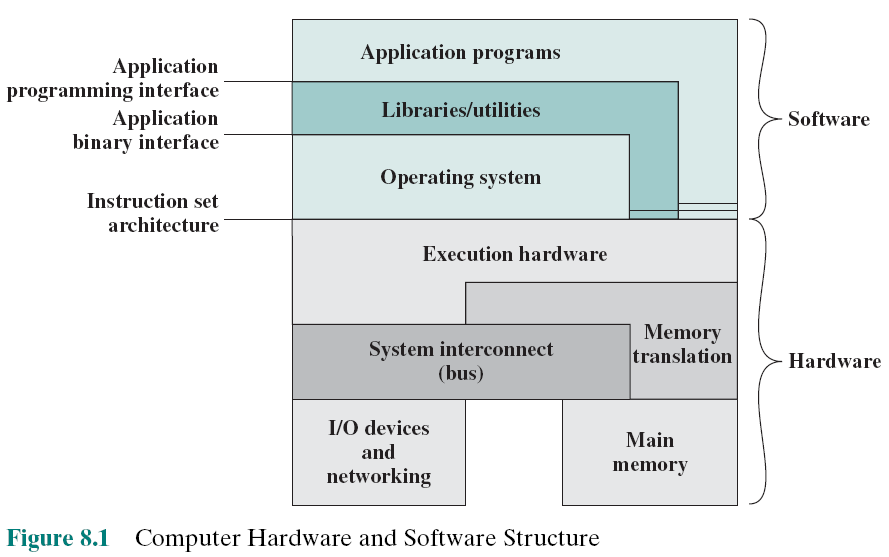 Application programs
Application
programming interface
Libraries/utilities
Application
binary interface
Software
Operating system
Instruction set
architecture
Execution hardware
Memory
translation
System interconnect
(bus)
Hardware
I/O devices
and
networking
Main
memory
Figure 8.1 Computer Hardware and Software Structure